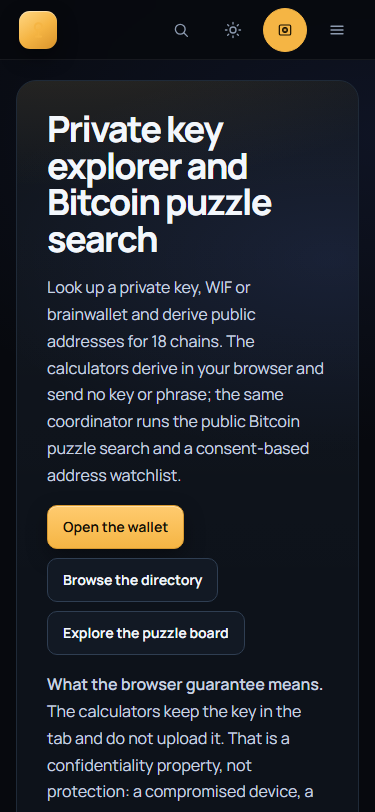 Private key
explorer and
Bitcoin puzzle
search
Look up a private key, WIF or
brainwallet and derive public
addresses for 18 chains. The
calculators derive in your browser and
send no key or phrase; the same
coordinator runs the public Bitcoin
puzzle search and a consent-based
address watchlist.
Open the wallet
Browse the directory
Explore the puzzle board
What the browser guarantee means.
The calculators keep the key in the
tab and do not upload it. That is a
confidentiality property, not
protection: a compromised device, a